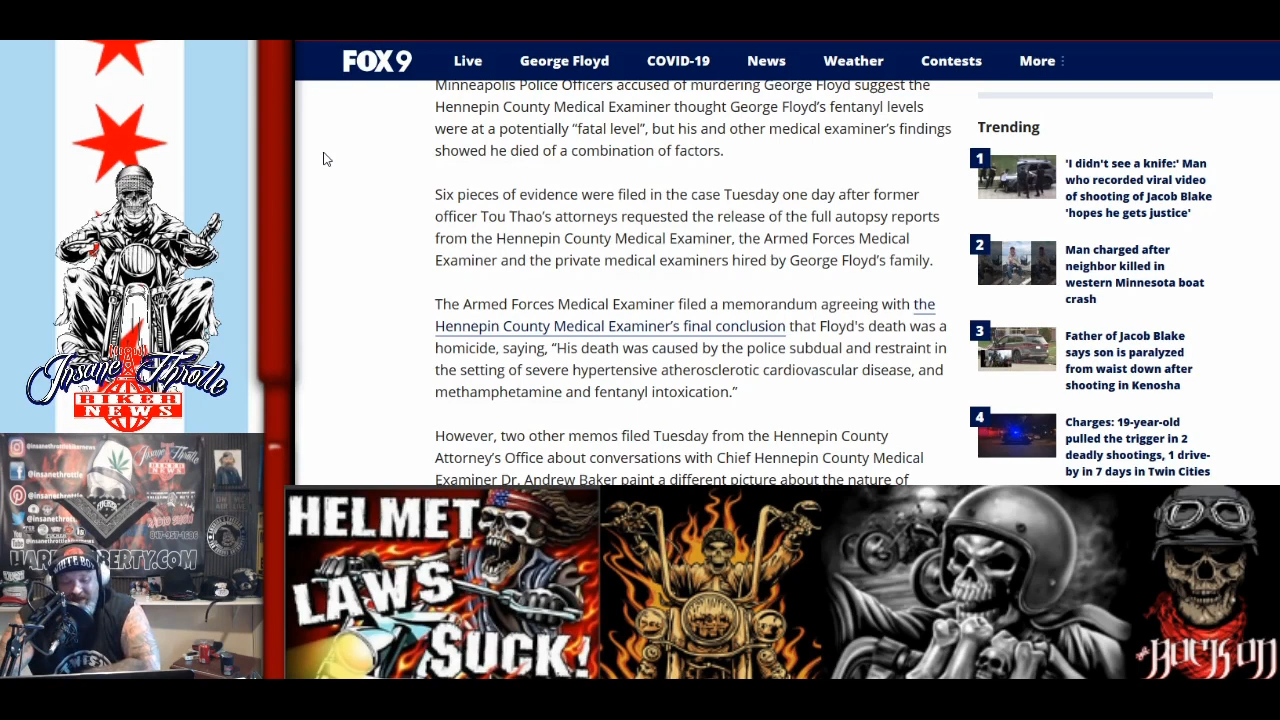 FOX 9
Live
George Floyd
COVID-19
News
Weather
Contests
More
Minneapolis Police Officers accused of murdering George Floyd suggest the
Hennepin County Medical Examiner thought George Floyd's fentanyl levels
were at a potentially “fatal level”, but his and other medical examiner's findings
showed he died of a combination of factors.
Six pieces of evidence were filed in the case Tuesday one day after former
officer Tou Thao's attorneys requested the release of the full autopsy reports
from the Hennepin County Medical Examiner, the Armed Forces Medical
Examiner and the private medical examiners hired by George Floyd's family.
The Armed Forces Medical Examiner filed a memorandum agreeing with the
Hennepin County Medical Examiner's final conclusion that Floyd's death was a
homicide, saying, “His death was caused by the police subdual and restraint in
the setting of severe hypertensive atherosclerotic cardiovascular disease, and
methamphetamine and fentanyl intoxication.”
However, two other memos filed Tuesday from the Hennepin County
Attorney's Office about conversations with Chief Hennepin County Medical
Examiner Dr. Andrew Baker paint a different picture about the nature of
Trending
1
'I didn't see a knife:' Man
who recorded viral video
of shooting of Jacob Blake
'hopes he gets justice'
2
Man charged after
neighbor killed in
western Minnesota boat
crash
3
Father of Jacob Blake
says son is paralyzed
from waist down after
shooting in Kenosha
4
Charges: 19-year-old
pulled the trigger in 2
deadly shootings, 1 drive-
by in 7 days in Twin Cities
Insane Throttle
BIKER
NEWS
@insanethrottlebikernews
@insanethrottle
@insanethrottle
@insanethrottle
HELMET
LAWS
SUCK!